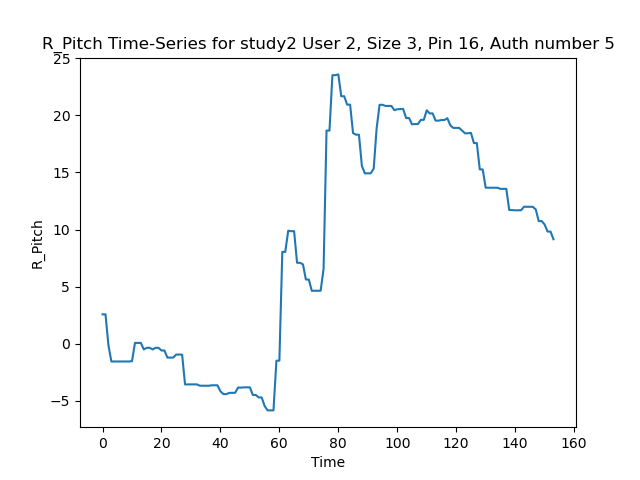 R_Pitch Time-Series for study2 User 2, Size 3, Pin 16, Auth number 5
25
20
15
10
5
0
−5
R_Pitch
0 20 40 60 80 100 120 140 160
Time